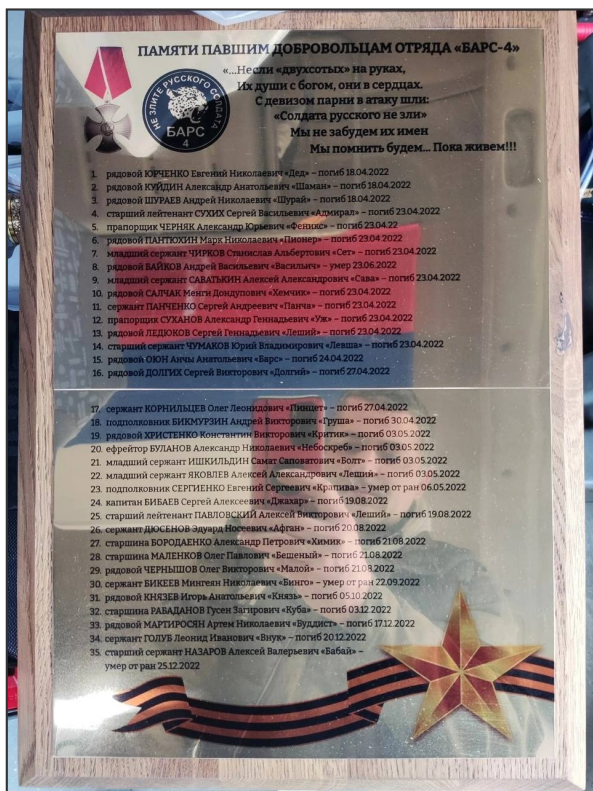 ПАМЯТИ ПАВШИМ ДОБРОВОЛЬЦАМ ОТРЯДА «БАРС-4»
«...Несли «двухсотых» на руках,
Их души с богом, они в сердцах.
С девизом парни в атаку шли:
«Солдата русского не зли»
Мы не забудем их имен
Мы помнить будем... Пока живем!!!
НЕ ЗЛИТЕ РУССКОГО СОЛДАТА
БАРС
4
1. рядовой ЮРЧЕНКО Евгений Николаевич «Дед» – погиб 18.04.2022
2. рядовой КУЙДИН Александр Анатольевич «Шаман» – погиб 18.04.2022
3. рядовой ШУРАЕВ Андрей Николаевич «Шурай» – погиб 18.04.2022
4. старший лейтенант СУХИХ Сергей Васильевич «Адмирал» – погиб 23.04.2022
5. прапорщик ЧЕРНЯК Александр Юрьевич «Феникс» – погиб 23.04.22
6. рядовой ПАНТЮХИН Марк Николаевич «Пионер» – погиб 23.04.2022
7. младший сержант ЧИРКОВ Станислав Альбертович «Сет» – погиб 23.04.2022
8. рядовой ВАЙКОВ Андрей Васильевич «Васильич» – умер 23.06.2022
9. младший сержант САВАТЬКИН Алексей Александрович «Сава» – погиб 23.04.2022
10. рядовой САЛЧАК Менги Дондупович «Хемчик» – погиб 23.04.2022
11. сержант ПАНЧЕНКО Сергей Андреевич «Панча» – погиб 23.04.2022
12. прапорщик СУХАНОВ Александр Геннадьевич «Уж» – погиб 23.04.2022
13. рядовой ЛЕДЮКОВ Сергей Геннадьевич «Леший» – погиб 23.04.2022
14. старший сержант ЧУМАКОВ Юрий Владимирович «Левша» – погиб 23.04.2022
15. рядовой ОЮН Анчы Анатольевич «Барс» – погиб 24.04.2022
16. рядовой ДОЛГИХ Сергей Викторович «Долгий» – погиб 27.04.2022
17. сержант КОРНИЛЬЦЕВ Олег Леонидович «Пинцет» – погиб 27.04.2022
18. подполковник БИКМУРЗИН Андрей Викторович «Груша» – погиб 30.04.2022
19. рядовой ХРИСТЕНКО Константин Викторович «Критик» – погиб 03.05.2022
20. ефрейтор БУЛАНОВ Александр Николаевич «Небоскреб» – погиб 03.05.2022
21. младший сержант ИШКИЛЬДИН Самат Саповатович «Болт» – погиб 03.05.2022
22. младший сержант ЯКОВЛЕВ Алексей Алексеевич «Леший» – погиб 03.05.2022
23. подполковник СЕРГИЕНКО Евгений Сергеевич «Крапива» – умер от ран 06.05.2022
24. капитан БИБАЕВ Сергей Алексеевич «Джахар» – погиб 19.08.2022
25. старший лейтенант ПАВЛОВСКИЙ Алексей Викторович «Леший» – погиб 19.08.2022
26. сержант ДЮСЕНОВ Эдуард Носеевич «Афган» – погиб 20.08.2022
27. старшина БОРОДАЕНКО Александр Петрович «Химик» – погиб 21.08.2022
28. старшина МАЛЕНКОВ Олег Павлович «Бешеный» – погиб 21.08.2022
29. рядовой ЧЕРНЫШОВ Олег Викторович «Малой» – погиб 21.08.2022
30. сержант БИКЕЕВ Мингеян Николаевич «Бинго» – умер от ран 22.09.2022
31. рядовой КНЯЗЕВ Игорь Анатольевич «Князь» – погиб 05.10.2022
32. старшина РАБАДАНОВ Гусен Загирович «Куба» – погиб 03.12.2022
33. рядовой МАРТИРОСЯН Артем Николаевич «Буддист» – погиб 17.12.2022
34. сержант ГОЛУБ Леонид Иванович «Внук» – погиб 20.12.2022
35. старший сержант НАЗАРОВ Алексей Валерьевич «Бабай» –
умер от ран 25.12.2022